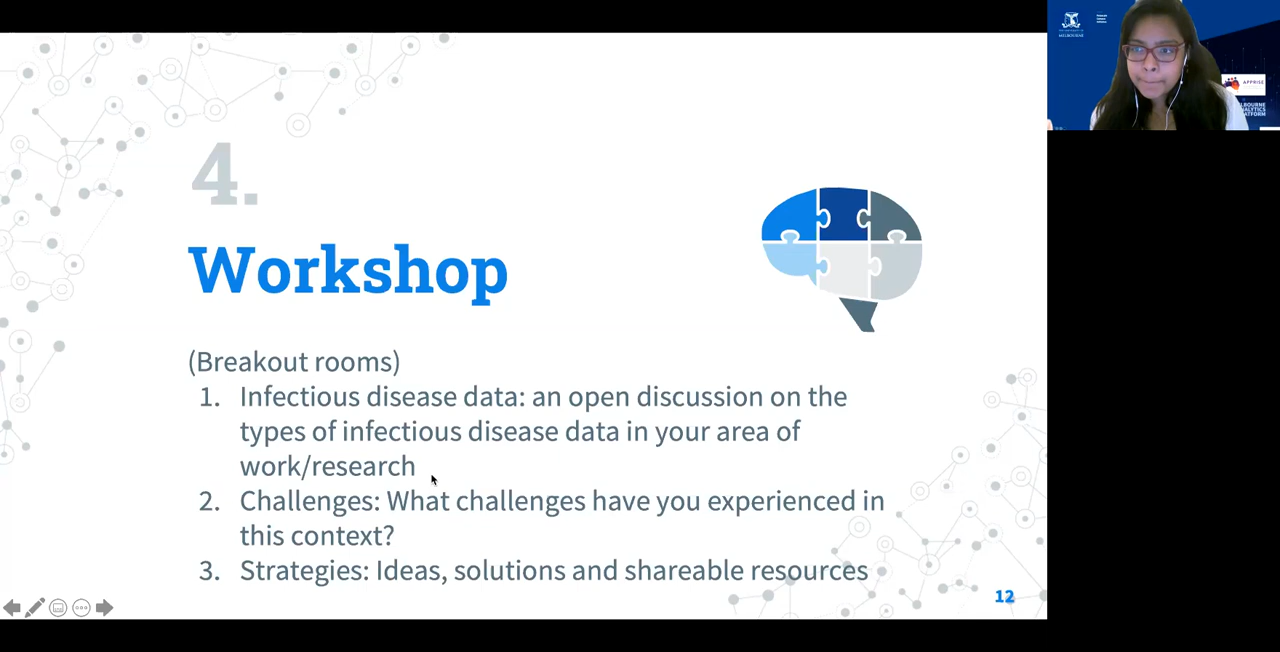 4.
Workshop
(Breakout rooms)
1. Infectious disease data: an open discussion on the
types of infectious disease data in your area of
work/research
2. Challenges: What challenges have you experienced in
this context?
3. Strategies: Ideas, solutions and shareable resources
12
MELBOURNE
APPRISE